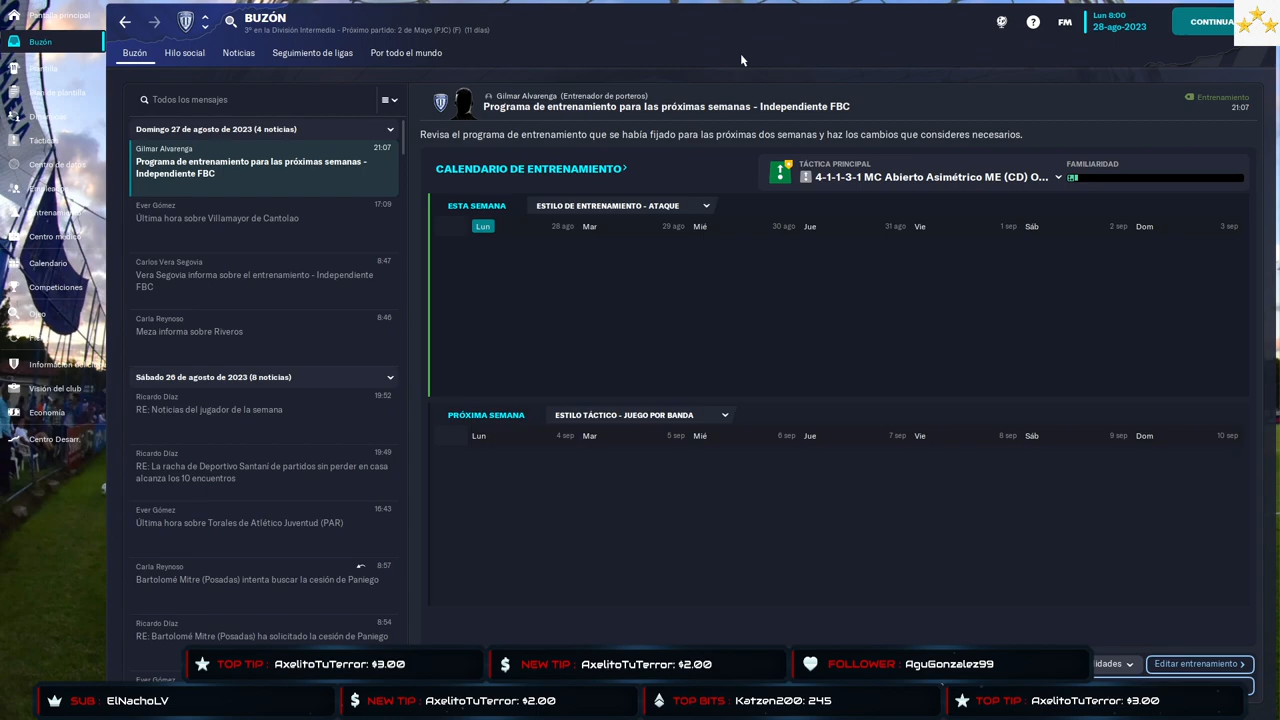 Pantalla principal
BUZÓN
3º en la División Intermedia - Próximo partido: 2 de Mayo (PJC) (F) (11 días)
FM
Lun 8:00
28-ago-2023
CONTINUA
Buzón
Plantilla
Plan de plantilla
Dinámicas
Tácticas
Centro de datos
Empleados
Entrenamiento
Centro médico
Calendario
Competiciones
Ojeo
Información del club
Visión del club
Economía
Centro Desarr.
Buzón
Hilo social
Noticias
Seguimiento de ligas
Por todo el mundo
Todos los mensajes
Domingo 27 de agosto de 2023 (4 noticias)
Gilmar Alvarenga 21:07
Programa de entrenamiento para las próximas semanas -
Independiente FBC
Ever Gómez 17:09
Última hora sobre Villamayor de Cantolao
Carlos Vera Segovia 8:47
Vera Segovia informa sobre el entrenamiento - Independiente
FBC
Carla Reynoso 8:46
Meza informa sobre Riveros
Sábado 26 de agosto de 2023 (8 noticias)
Ricardo Díaz 19:52
RE: Noticias del jugador de la semana
Ricardo Díaz 19:49
RE: La racha de Deportivo Santaní de partidos sin perder en casa
alcanza los 10 encuentros
Ever Gómez 16:43
Última hora sobre Torales de Atlético Juventud (PAR)
Carla Reynoso 8:57
Bartolomé Mitre (Posadas) intenta buscar la cesión de Paniego
Ricardo Díaz 8:54
RE: Bartolomé Mitre (Posadas) ha solicitado la cesión de Paniego
Ever Gómez
Gilmar Alvarenga (Entrenador de porteros)
Programa de entrenamiento para las próximas semanas - Independiente FBC
Entrenamiento
21:07
Revisa el programa de entrenamiento que se había fijado para las próximas dos semanas y haz los cambios que consideres necesarios.
CALENDARIO DE ENTRENAMIENTO
TÁCTICA PRINCIPAL
4-1-1-3-1 MC Abierto Asimétrico ME (CD) O...
FAMILIARIDAD
ESTA SEMANA ESTILO DE ENTRENAMIENTO - ATAQUE
Lun 28 ago Mar 29 ago Mié 30 ago Jue 31 ago Vie 1 sep Sáb 2 sep Dom 3 sep
PRÓXIMA SEMANA ESTILO TÁCTICO - JUEGO POR BANDA
Lun 4 sep Mar 5 sep Mié 6 sep Jue 7 sep Vie 8 sep Sáb 9 sep Dom 10 sep
idades
Editar entrenamiento
TOP TIP : AxelitoTuTerror: $3.00
NEW TIP : AxelitoTuTerror: $2.00
FOLLOWER : AguGonzalez99
SUB : ElNachoLV
NEW TIP : AxelitoTuTerror: $2.00
TOP BITS : Katzen200: 245
TOP TIP : AxelitoTuTerror: $3.00